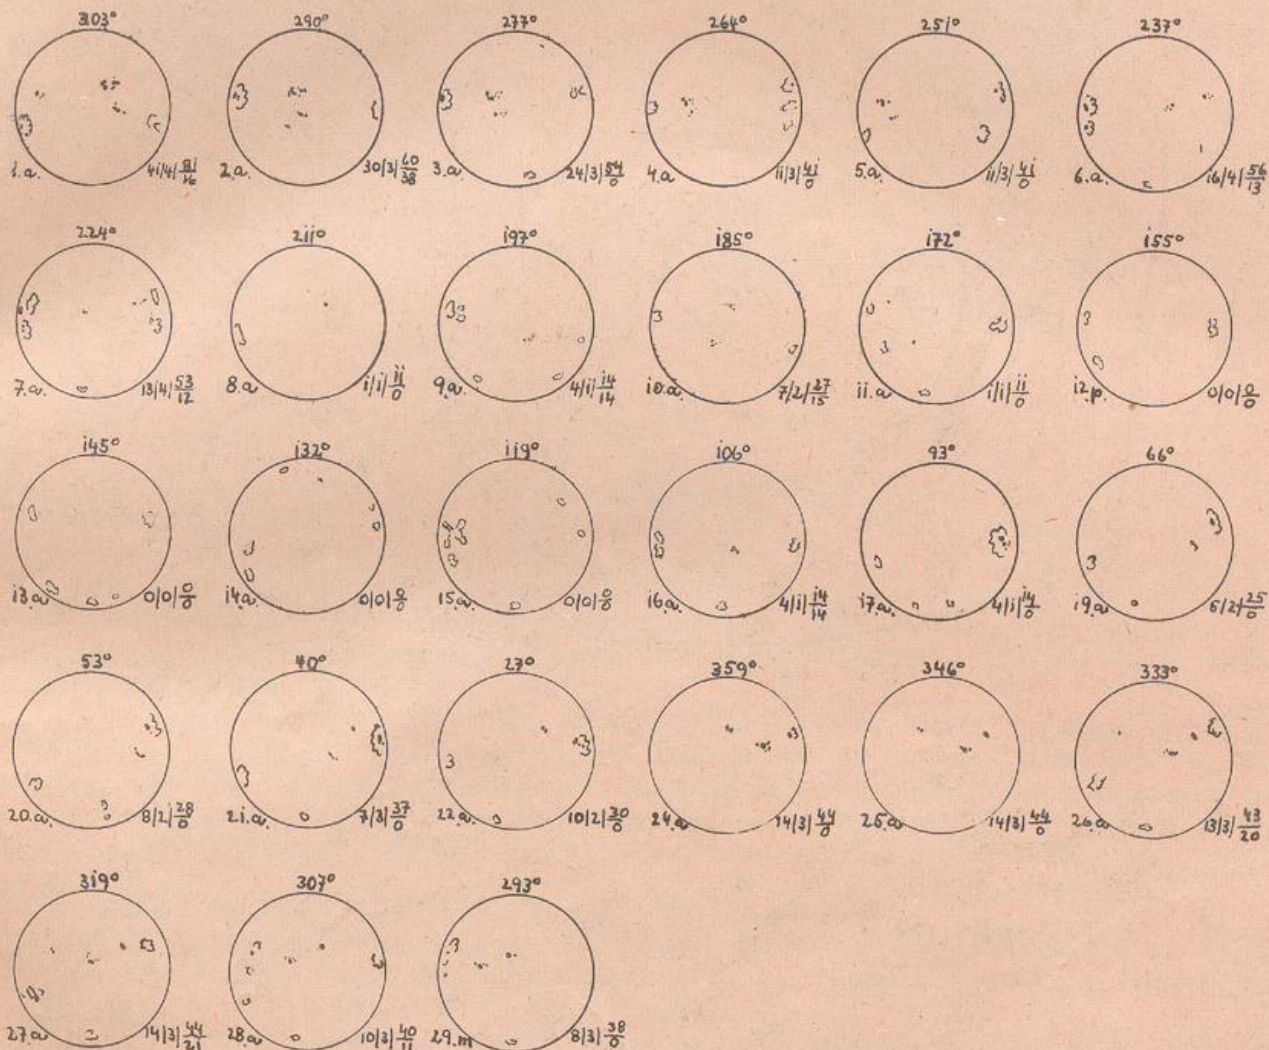 303° 290° 277° 264° 251° 237°
1.a. 41/4/81/16 2.a. 30/3/60/38 3.a. 24/3/54/0 4.a. 11/3/41/0 5.a. 11/3/41/0 6.a. 16/4/56/13
224° 211° 197° 185° 172° 155°
7.a. 13/4/53/12 8.a 1/1/11/0 9.a. 4/1/14/14 10.a. 7/2/27/15 11.a 1/1/11/0 12.p. 0/0/0/0
145° 132° 119° 106° 93° 66°
13.a 0/0/0/0 14.a. 0/0/0/0 15.a. 0/0/0/0 16.a. 4/1/14/14 17.a. 4/1/14/0 19.a 5/2/25/0
53° 40° 27° 359° 346° 333°
20.a. 8/2/28/0 21.a. 7/3/37/0 22.a. 10/2/30/0 24.a 14/3/44/0 25.a 14/3/44/0 26.a 13/3/43/20
319° 307° 293°
27.a 14/3/44/21 28.a 10/3/40/11 29.m 8/3/38/0